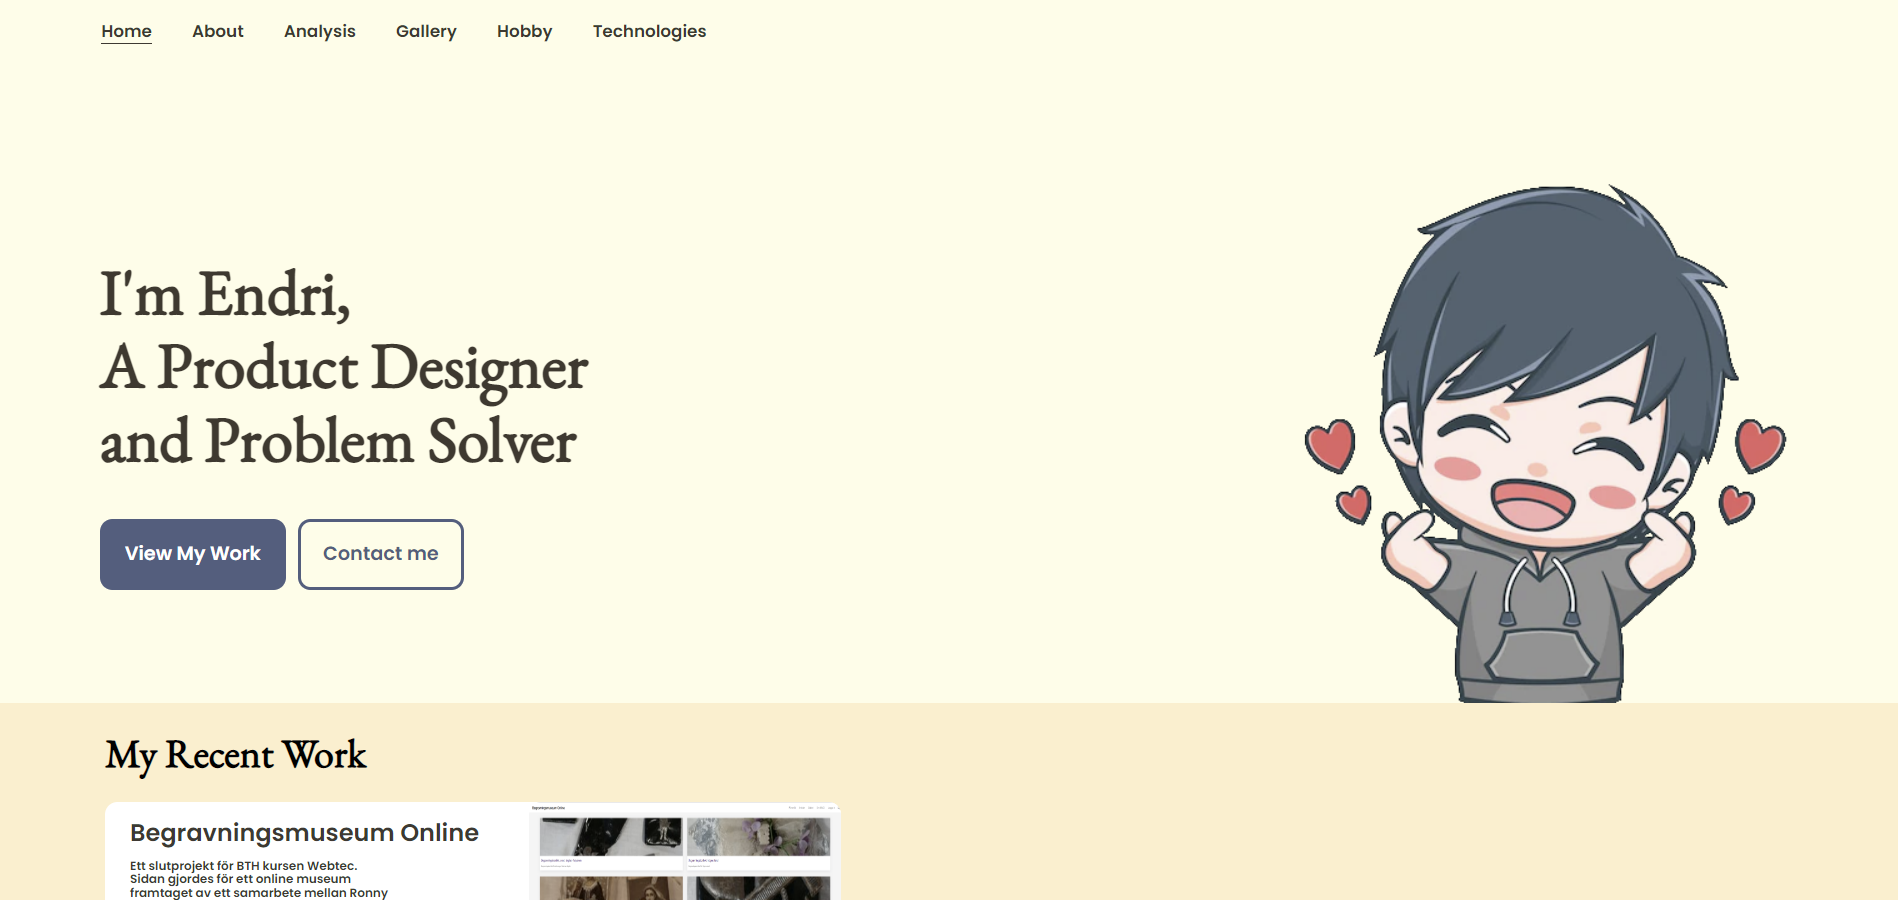 Home About Analysis Gallery Hobby Technologies
I'm Endri,
A Product Designer
and Problem Solver
View My Work Contact me
My Recent Work
Begravningsmuseum Online
Ett slutprojekt för BTH kursen Webtec.
Sidan gjordes för ett online museum
framtaget av ett samarbete mellan Ronny